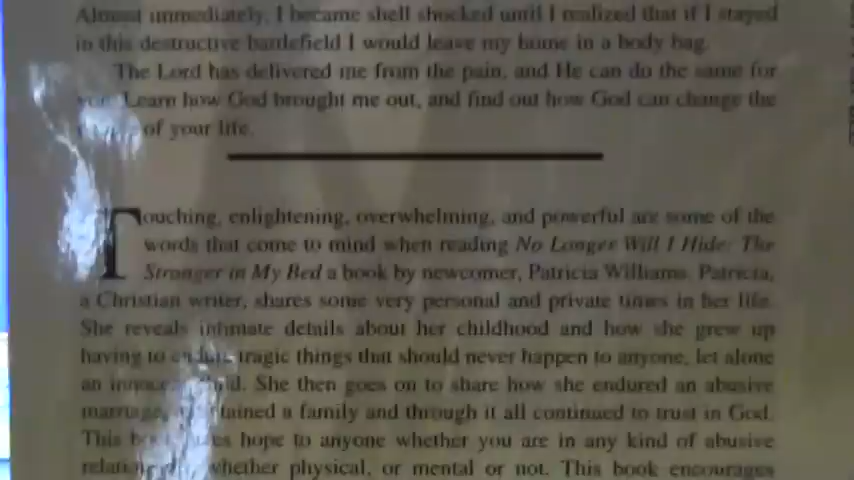 Almost immediately, I became shell shocked until I realized that if I stayed
in this destructive battlefield I would leave my home in a body bag.
The Lord has delivered me from the pain, and He can do the same for
Learn how God brought me out, and find out how God can change the
of your life.
Touching, enlightening, overwhelming, and powerful are some of the
words that come to mind when reading No Longer Will I Hide: The
Stranger in My Bed a book by newcomer, Patricia Williams. Patricia,
a Christian writer, shares some very personal and private times in her life.
She reveals intimate details about her childhood and how she grew up
having to tragic things that should never happen to anyone, let alone
an She then goes on to share how she endured an abusive
marriage, a family and through it all continued to trust in God.
This hope to anyone whether you are in any kind of abusive
whether physical, or mental or not. This book encourages